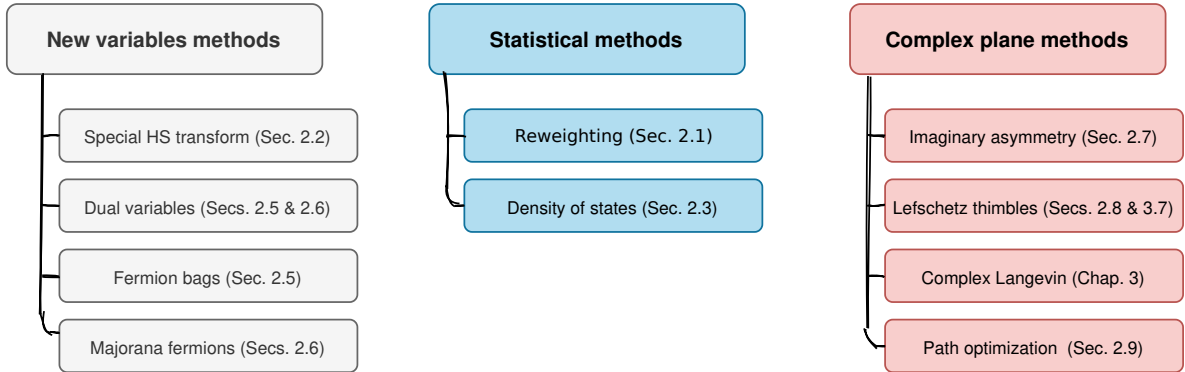 New variables methods
Special HS transform (Sec. 2.2)
Dual variables (Secs. 2.5 & 2.6)
Fermion bags (Sec. 2.5)
Majorana fermions (Secs. 2.6)
Statistical methods
Reweighting (Sec. 2.1)
Density of states (Sec. 2.3)
Complex plane methods
Imaginary asymmetry (Sec. 2.7)
Lefschetz thimbles (Secs. 2.8 & 3.7)
Complex Langevin (Chap. 3)
Path optimization (Sec. 2.9)